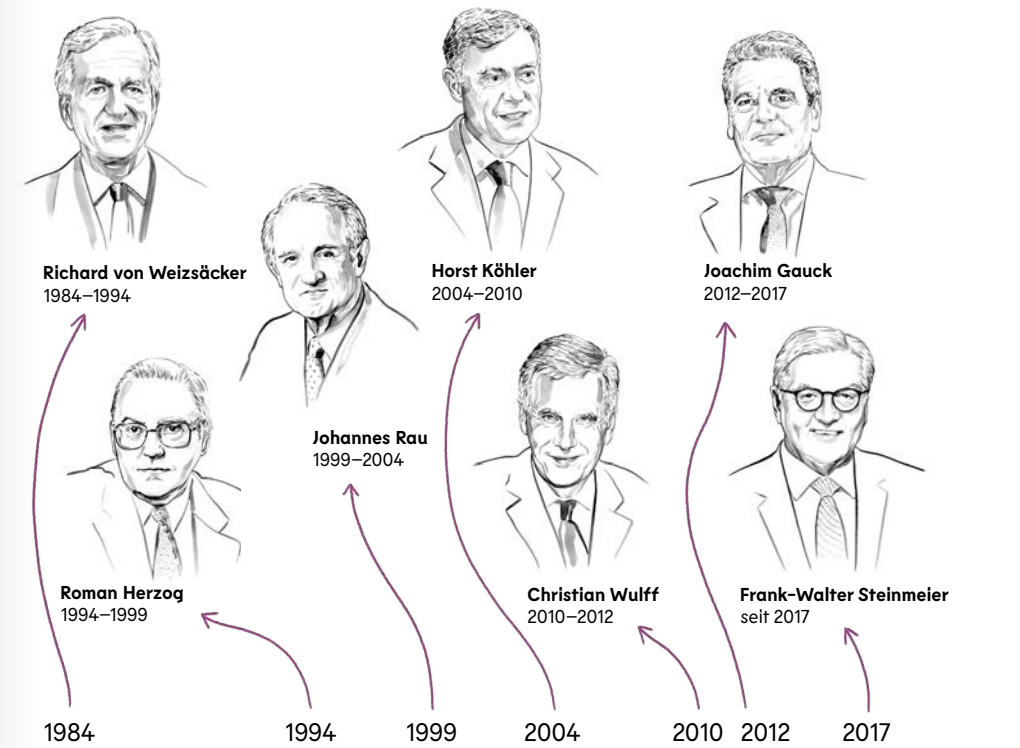 Richard von Weizsäcker
1984–1994
Horst Köhler
2004–2010
Joachim Gauck
2012–2017
Johannes Rau
1999–2004
Roman Herzog
1994–1999
Christian Wulff
2010–2012
Frank-Walter Steinmeier
seit 2017
1984 1994 1999 2004 2010 2012 2017